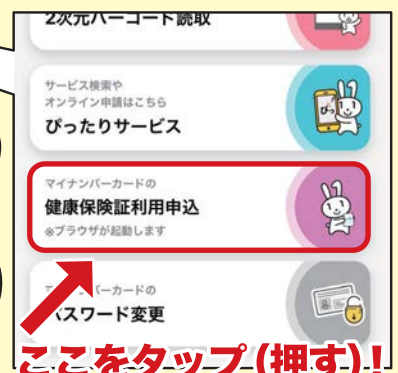 2次元バーコード読取
サービス検索や
オンライン申請はこちら
ぴったりサービス
マイナンバーカードの
健康保険証利用申込
※ブラウザが起動します
バーカードの
スワード変更
ここをタップ(押す)!